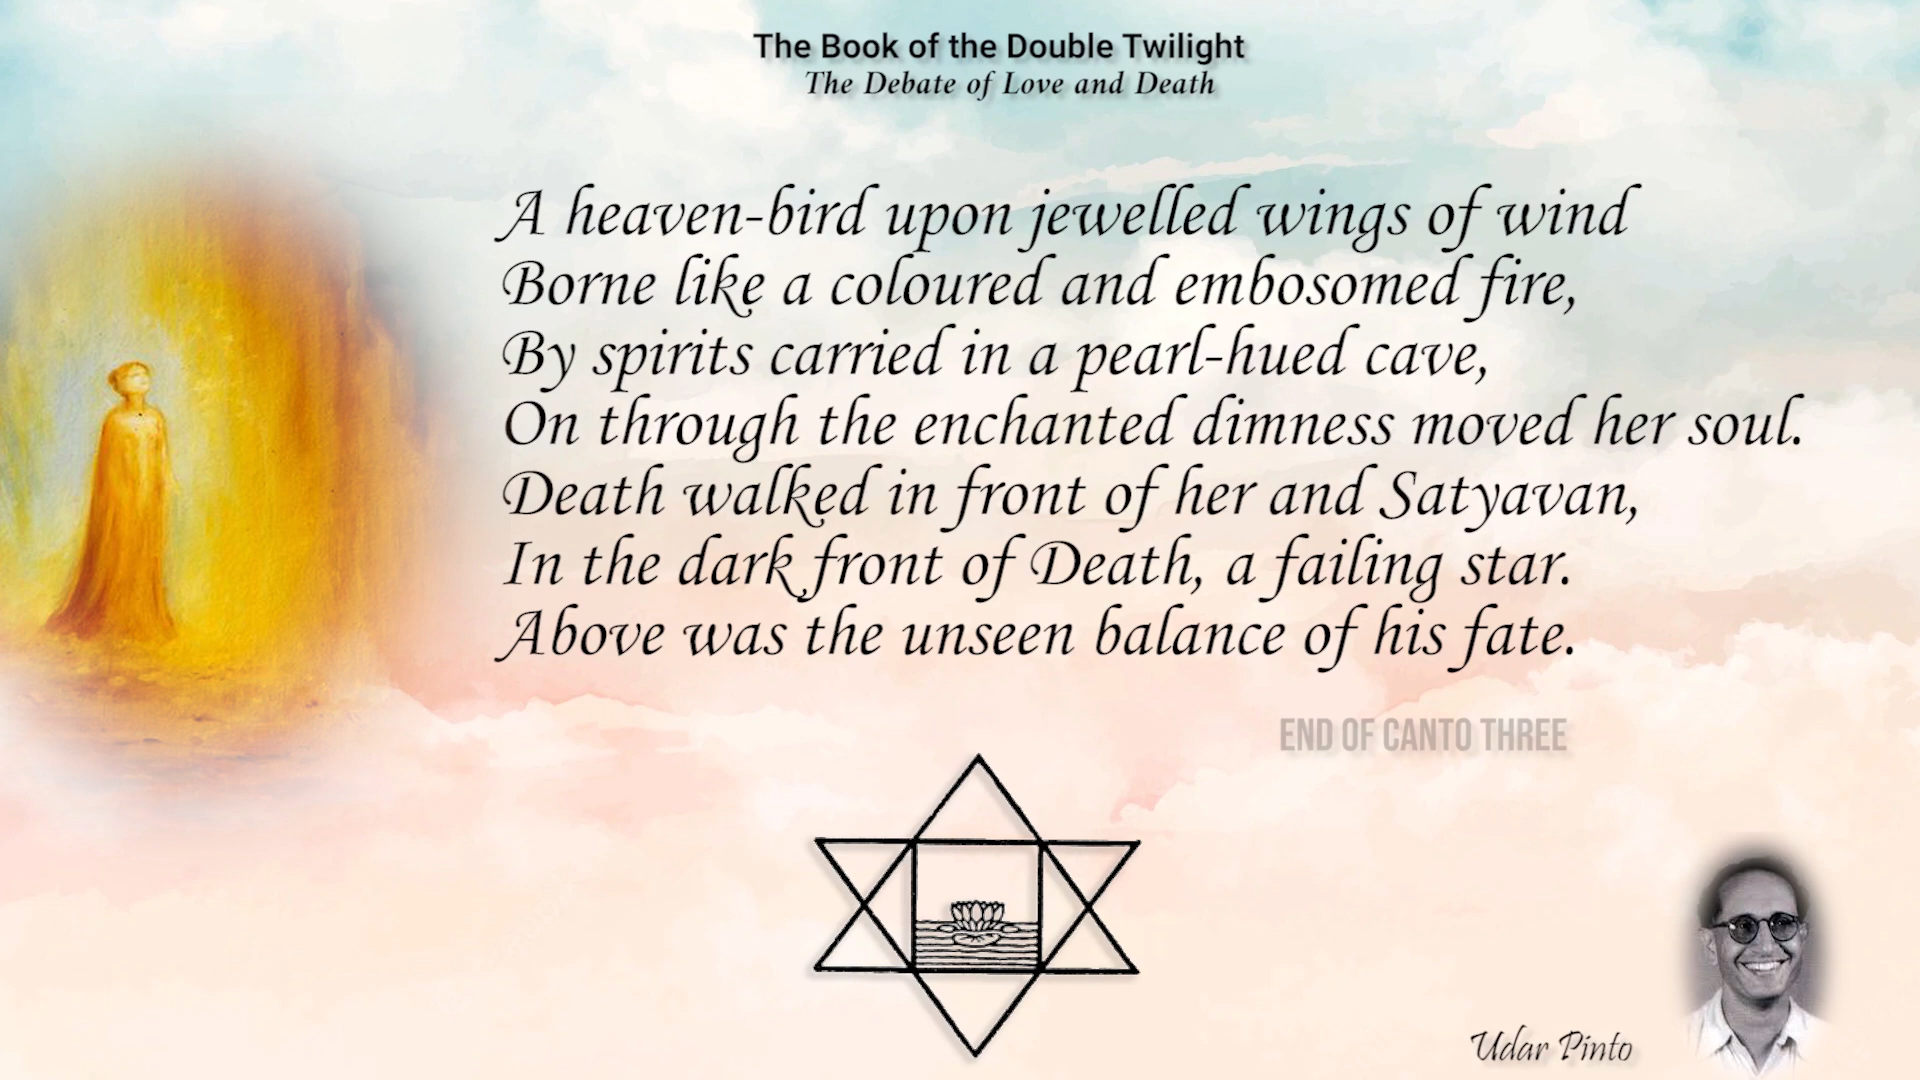 The Book of the Double Twilight
The Debate of Love and Death
A heaven-bird upon jewelled wings of wind
Borne like a coloured and embosomed fire,
By spirits carried in a pearl-hued cave,
On through the enchanted dimness moved her soul.
Death walked in front of her and Satyavan,
In the dark front of Death, a failing star.
Above was the unseen balance of his fate.
END OF CANTO THREE
Udar Pinto